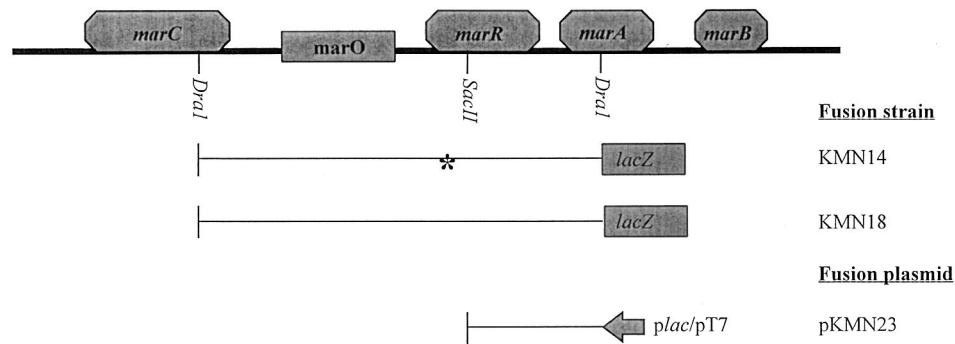 marC marO marR marA marB
DraI SacII DraI
Fusion strain
* lacZ KMN14
lacZ KMN18
Fusion plasmid
plac/pT7 pKMN23